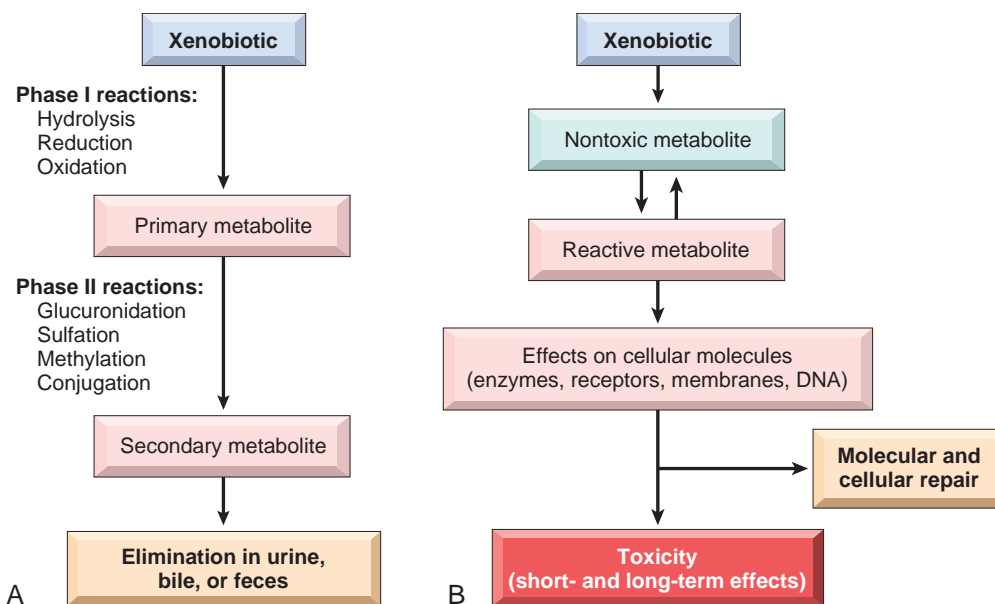 Xenobiotic
Phase I reactions:
Hydrolysis
Reduction
Oxidation
Primary metabolite
Phase II reactions:
Glucuronidation
Sulfation
Methylation
Conjugation
Secondary metabolite
Elimination in urine,
bile, or feces
A
Xenobiotic
Nontoxic metabolite
Reactive metabolite
Effects on cellular molecules
(enzymes, receptors, membranes, DNA)
Molecular and
cellular repair
Toxicity
(short- and long-term effects)
B